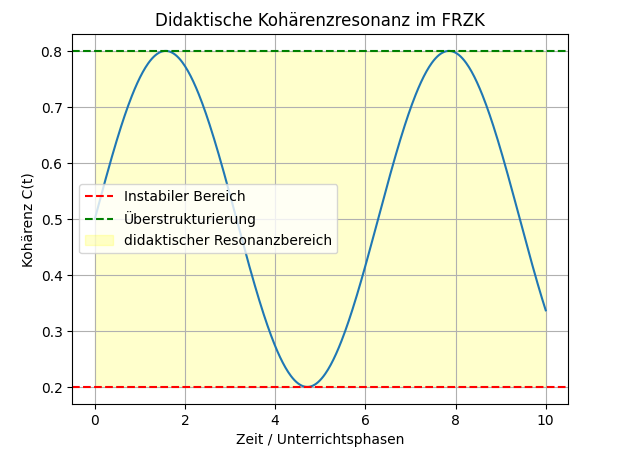 Didaktische Kohärenzresonanz im FRZK
Kohärenz C(t)
0.8
0.7
0.6
0.5
0.4
0.3
0.2
Instabiler Bereich
Überstrukturierung
didaktischer Resonanzbereich
0 2 4 6 8 10
Zeit / Unterrichtsphasen